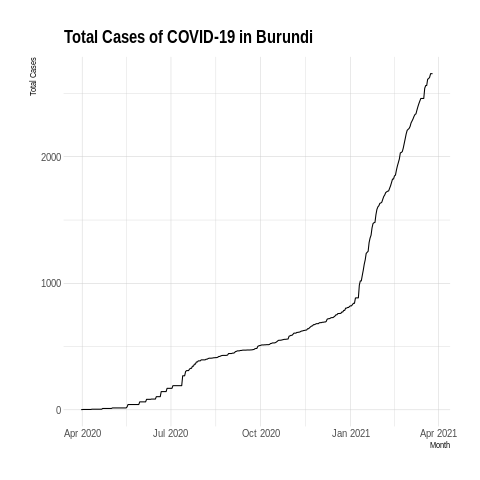 Total Cases of COVID-19 in Burundi
Total Cases
2000
1000
0
Apr 2020 Jul 2020 Oct 2020 Jan 2021 Apr 2021
Month